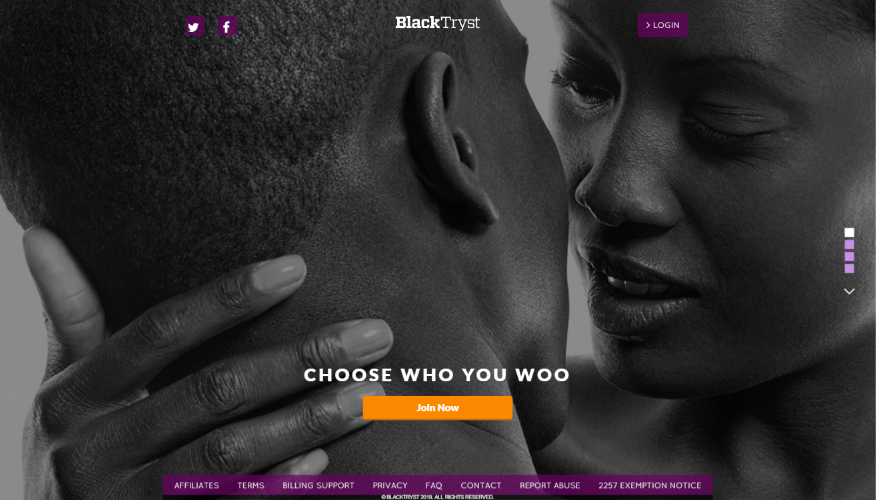 BlackTryst
LOGIN
CHOOSE WHO YOU WOO
Join Now
AFFILIATES TERMS BILLING SUPPORT PRIVACY FAQ CONTACT REPORT ABUSE 2257 EXEMPTION NOTICE
© BLACKTRYST 2019. ALL RIGHTS RESERVED.